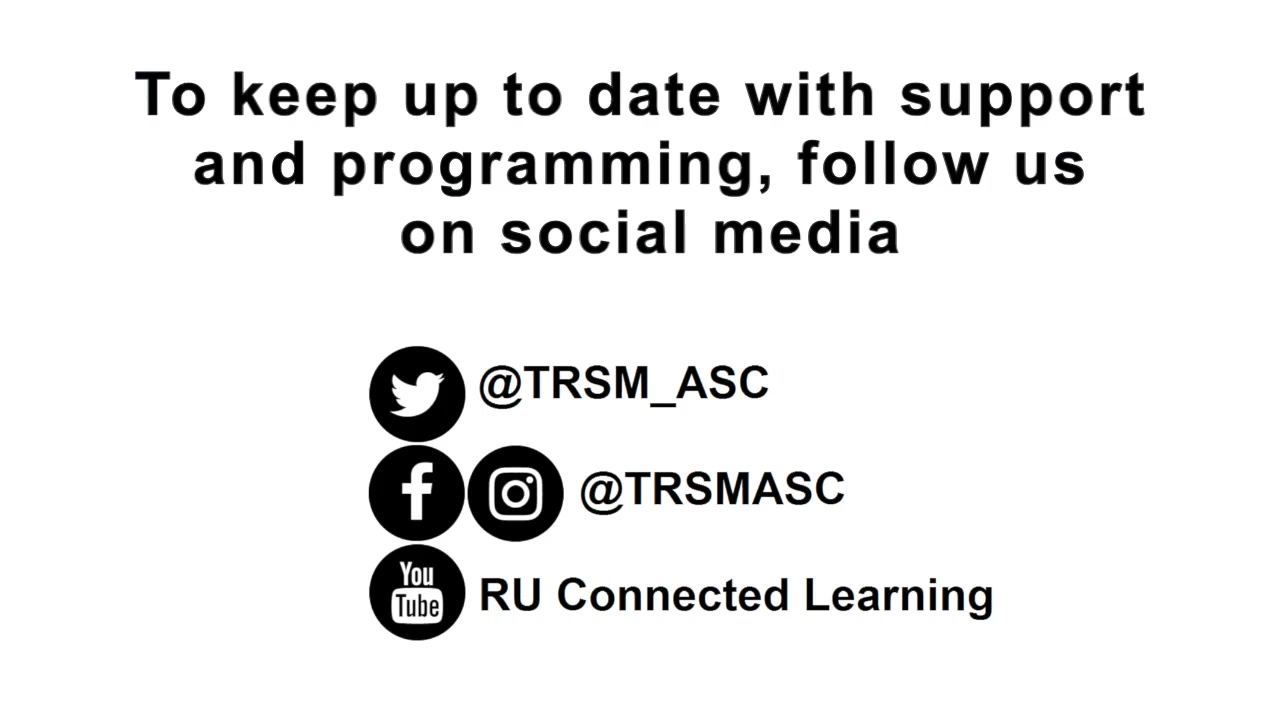 To keep up to date with support
and programming, follow us
on social media
@TRSM_ASC
@TRSMASC
You
Tube
RU Connected Learning